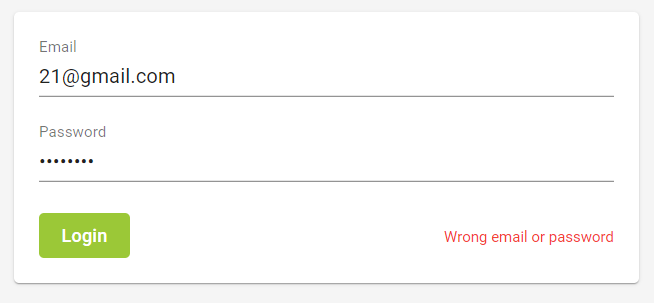 Email
21@gmail.com
Password
••••••••
Login
Wrong email or password